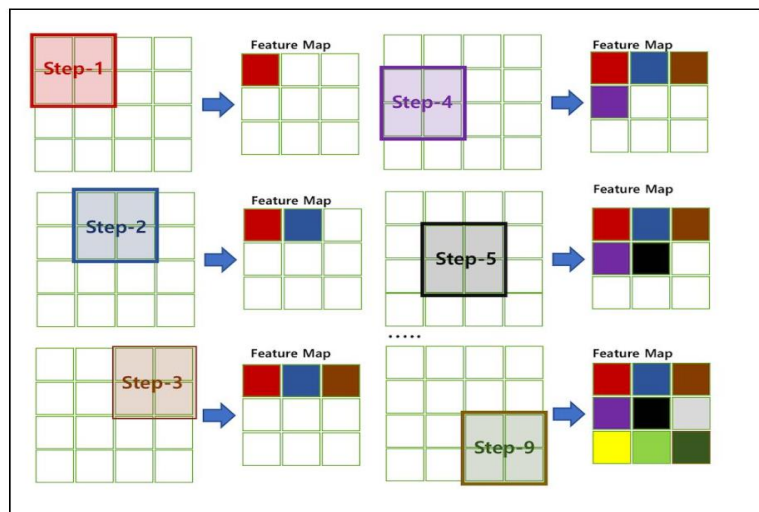 Feature Map
Step-1
Feature Map
Step-2
Feature Map
Step-3
Feature Map
Step-4
Feature Map
Step-5
.....
Feature Map
Step-9